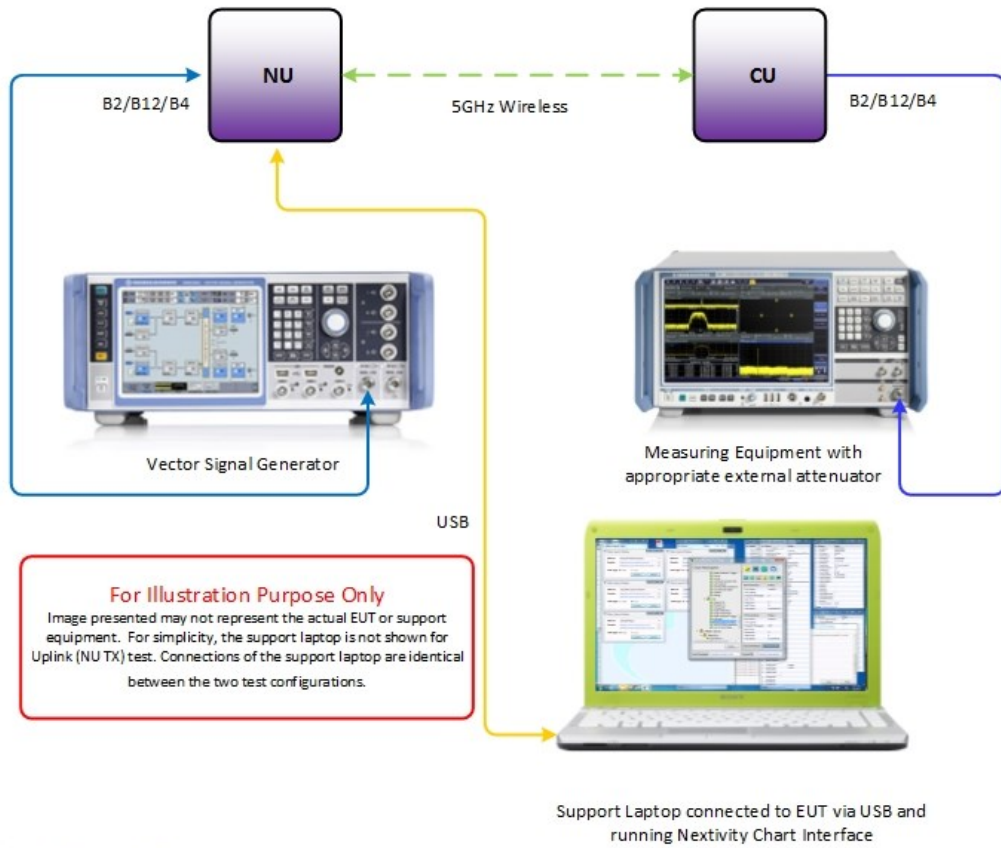 NU
CU
B2/B12/B4
5GHz Wireless
B2/B12/B4
Vector Signal Generator
Measuring Equipment with
appropriate external attenuator
USB
For Illustration Purpose Only
Image presented may not represent the actual EUT or support
equipment. For simplicity, the support laptop is not shown for
Uplink (NU TX) test. Connections of the support laptop are identical
between the two test configurations.
SONY
Support Laptop connected to EUT via USB and
running Nextivity Chart Interface